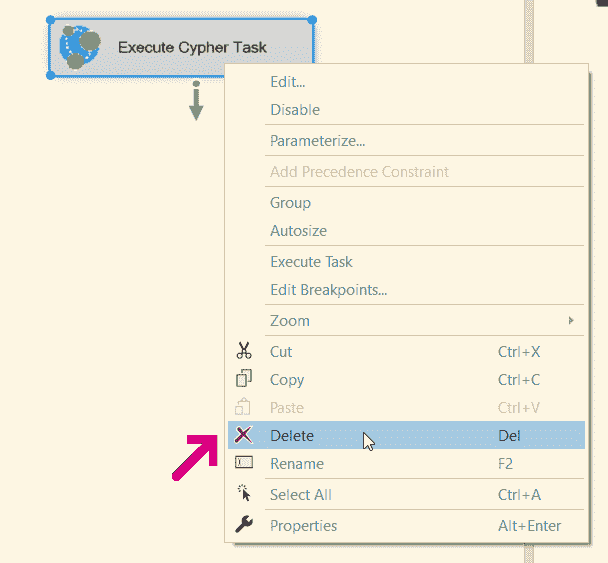 Execute Cypher Task
Edit...
Disable
Parameterize...
Add Precedence Constraint
Group
Autosize
Execute Task
Edit Breakpoints...
Zoom
Cut Ctrl+X
Copy Ctrl+C
Paste Ctrl+V
Delete Del
Rename F2
Select All Ctrl+A
Properties Alt+Enter